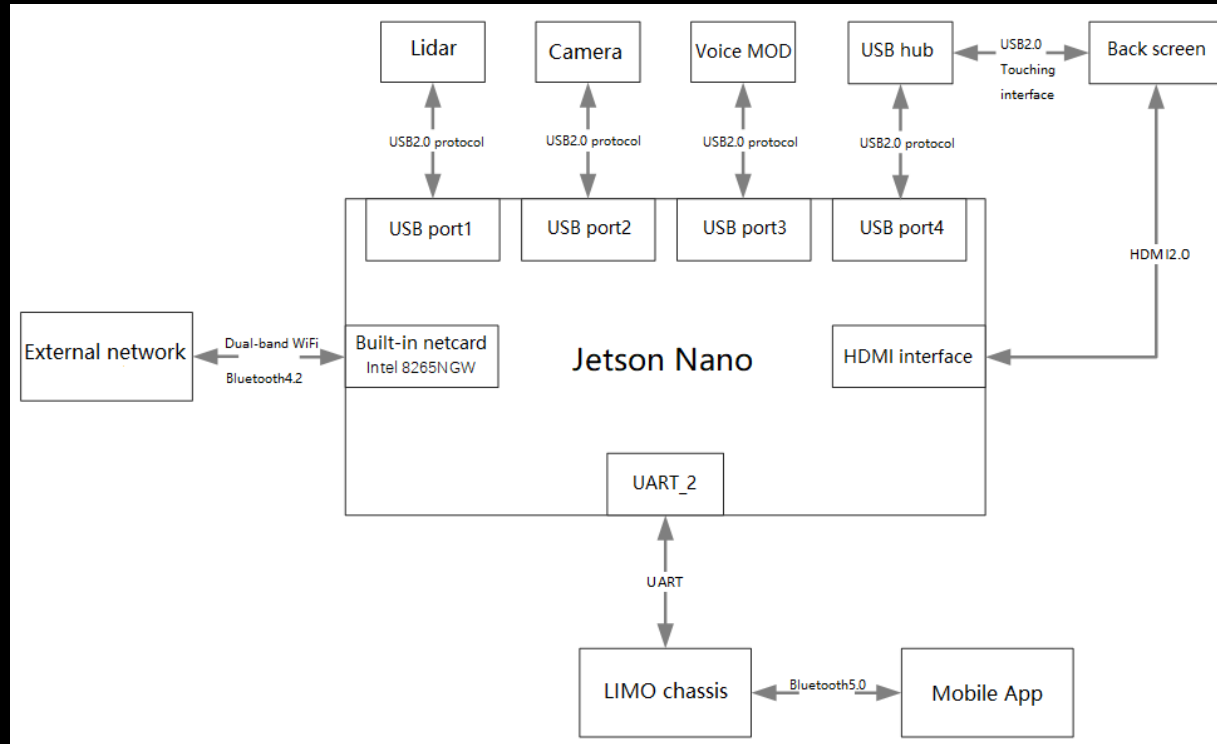 Lidar
Camera
Voice MOD
USB hub
USB2.0
Touching
interface
Back screen
USB2.0 protocol
USB2.0 protocol
USB2.0 protocol
USB2.0 protocol
USB port1
USB port2
USB port3
USB port4
HDMI2.0
External network
Dual-band WiFi
Bluetooth4.2
Built-in netcard
Intel 8265NGW
Jetson Nano
HDMI interface
UART_2
UART
LIMO chassis
Bluetooth5.0
Mobile App